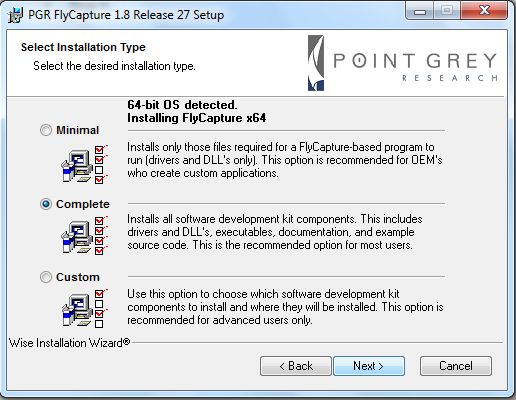 PGR FlyCapture 1.8 Release 27 Setup
Select Installation Type
Select the desired installation type.
POINT GREY
RESEARCH
64-bit OS detected.
Installing FlyCapture x64
Minimal
Installs only those files required for a FlyCapture-based program to
run (drivers and DLL's only). This option is recommended for OEM's
who create custom applications.
Complete
Installs all software development kit components. This includes
drivers and DLL's, executables, documentation, and example
source code. This is the recommended option for most users.
Custom
Use this option to choose which software development kit
components to install and where they will be installed. This option is
recommended for advanced users only.
Wise Installation Wizard®
< Back
Next >
Cancel